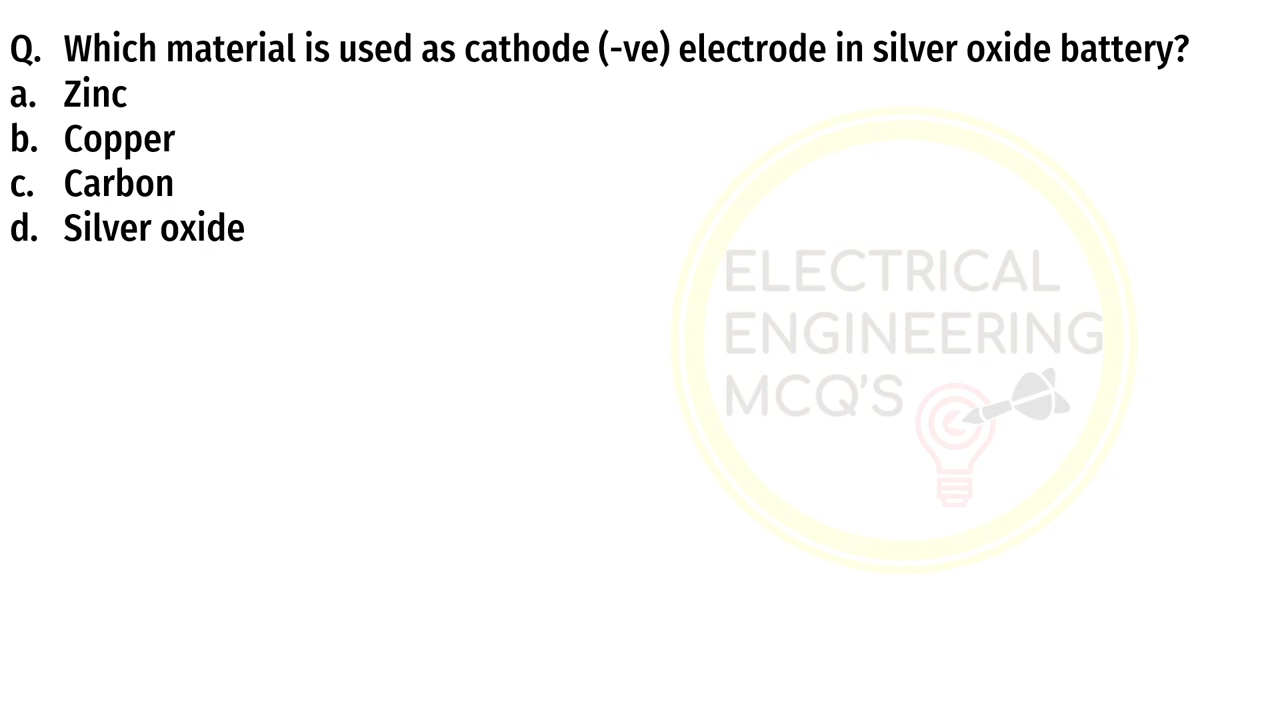 Q. Which material is used as cathode (-ve) electrode in silver oxide battery?
a. Zinc
b. Copper
c. Carbon
d. Silver oxide
ELECTRICAL
ENGINEERING
MCQ'S